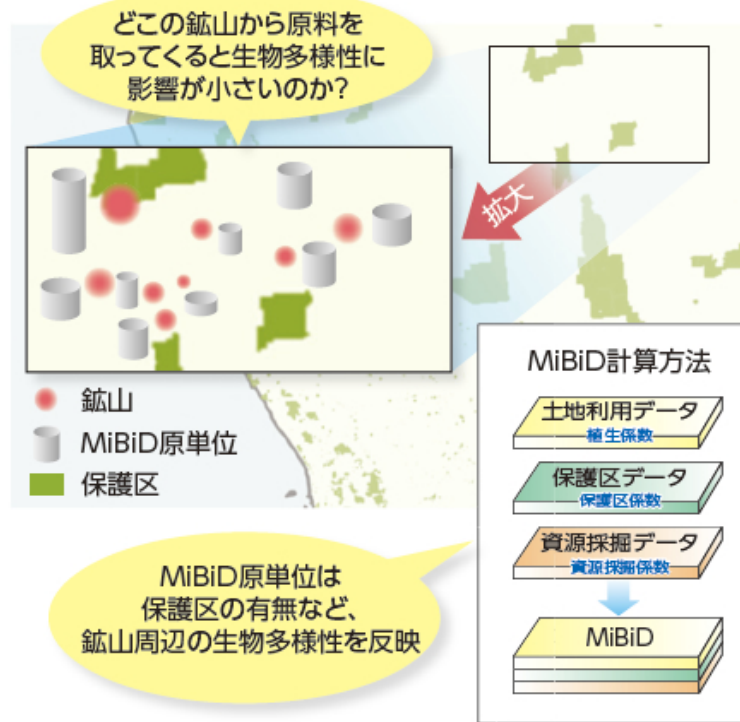 どこの鉱山から原料を
取ってくると生物多様性に
影響が小さいのか?
拡大
鉱山
MiBiD原単位
保護区
MiBiD計算方法
土地利用データ
植生係数
保護区データ
保護区係数
資源採掘データ
資源採掘係数
MiBiD
MiBiD原単位は
保護区の有無など、
鉱山周辺の生物多様性を反映